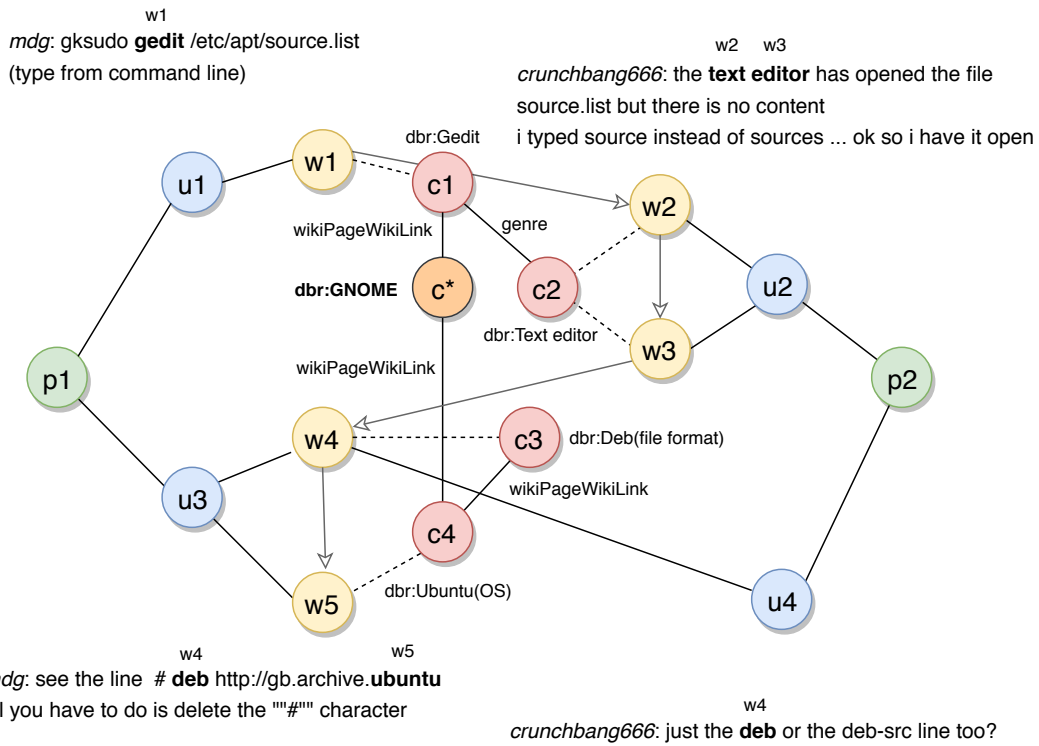 w1
mdg: gksudo gedit /etc/apt/source.list
(type from command line)
w2 w3
crunchbang666: the text editor has opened the file
source.list but there is no content
i typed source instead of sources ... ok so i have it open
dbr:Gedit
w1
c1
u1
w2
wikiPageWikiLink
genre
dbr:GNOME
c*
c2
u2
dbr:Text editor
w3
wikiPageWikiLink
p1
p2
w4
c3
dbr:Deb(file format)
wikiPageWikiLink
u3
c4
dbr:Ubuntu(OS)
w5
u4
w4 w5
dg: see the line # deb http://gb.archive.ubuntu
l you have to do is delete the ""#"" character
w4
crunchbang666: just the deb or the deb-src line too?